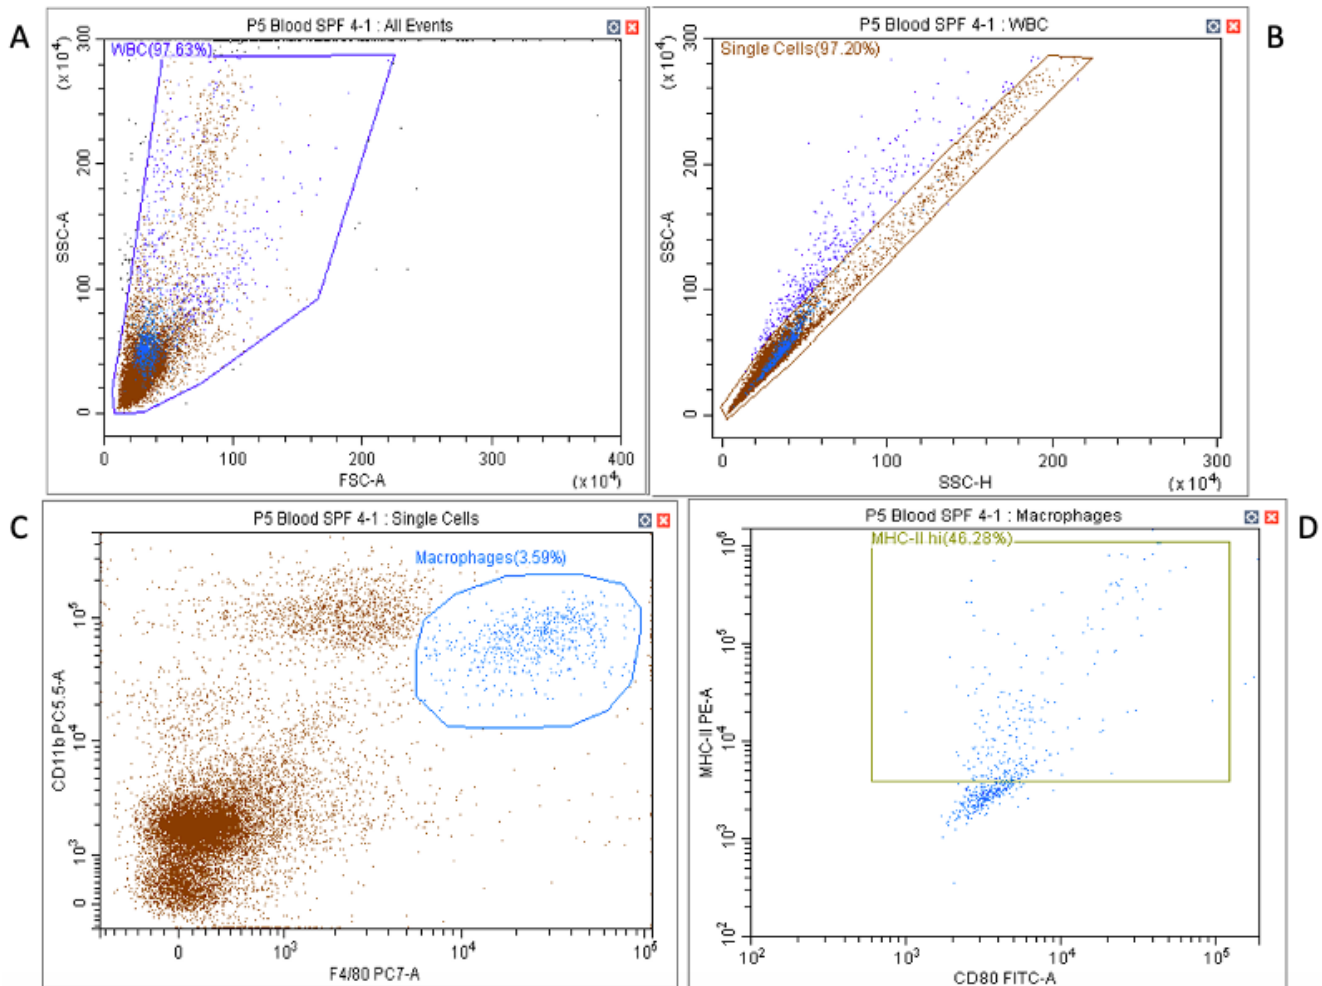 A
P5 Blood SPF 4-1 : All Events
WBC(97.63%)
(x 10⁴)
300
200
100
0
SSC-A
0 100 200 300 400
FSC-A
(x 10⁴)
B
P5 Blood SPF 4-1 : WBC
Single Cells(97.20%)
(x 10⁴)
300
200
100
0
SSC-A
0 100 200 300
SSC-H
(x 10⁴)
C
P5 Blood SPF 4-1 : Single Cells
Macrophages(3.59%)
10⁵
10⁴
10³
0
CD11b PC5.5-A
0 10³ 10⁴ 10⁵
F4/80 PC7-A
D
P5 Blood SPF 4-1 : Macrophages
MHC-II hi(46.28%)
10⁶
10⁵
10⁴
10³
10²
MHC-II PE-A
10² 10³ 10⁴ 10⁵
CD80 FITC-A